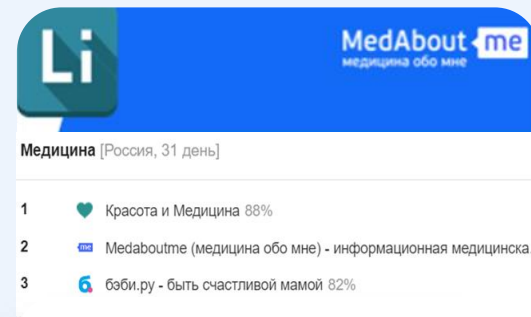 Li
MedAbout me
медицина обо мне
Медицина [Россия, 31 день]
1 Красота и Медицина 88%
2 me Medaboutme (медицина обо мне) - информационная медицинска
3 б. бэби.ру - быть счастливой мамой 82%